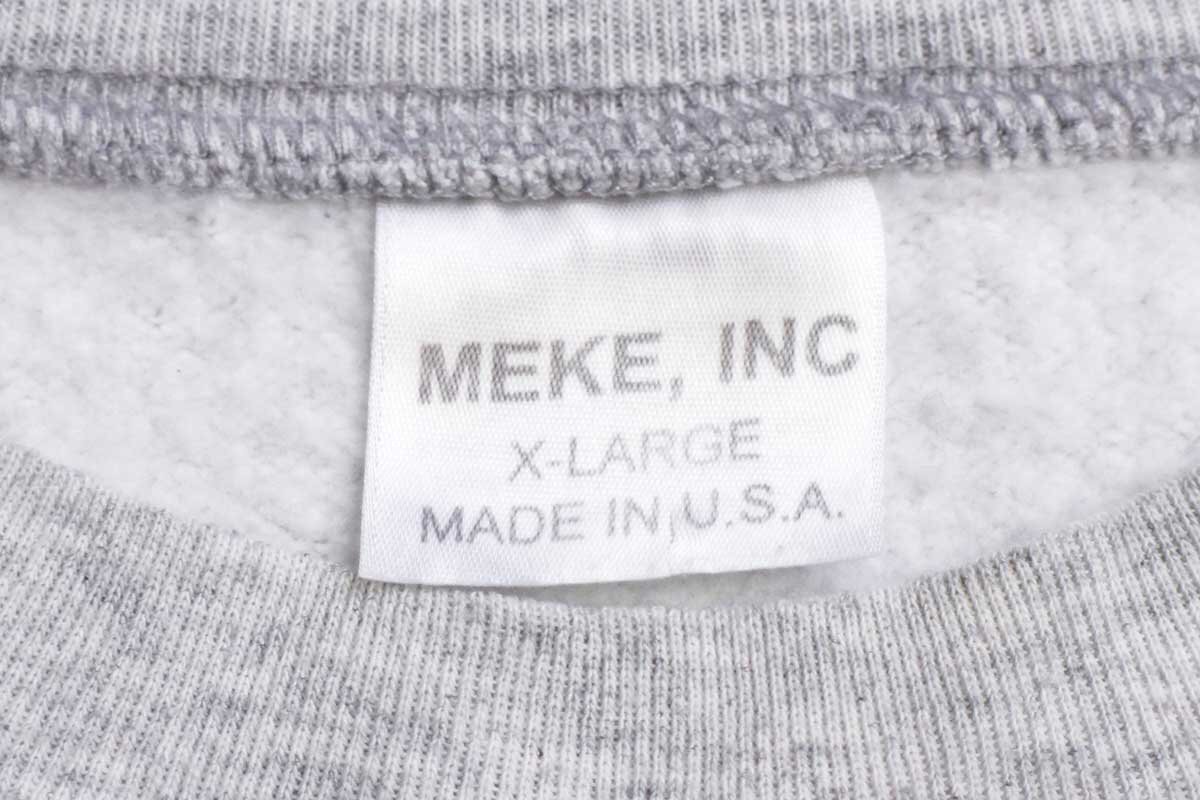 MEKE, INC
X-LARGE
MADE IN U.S.A.